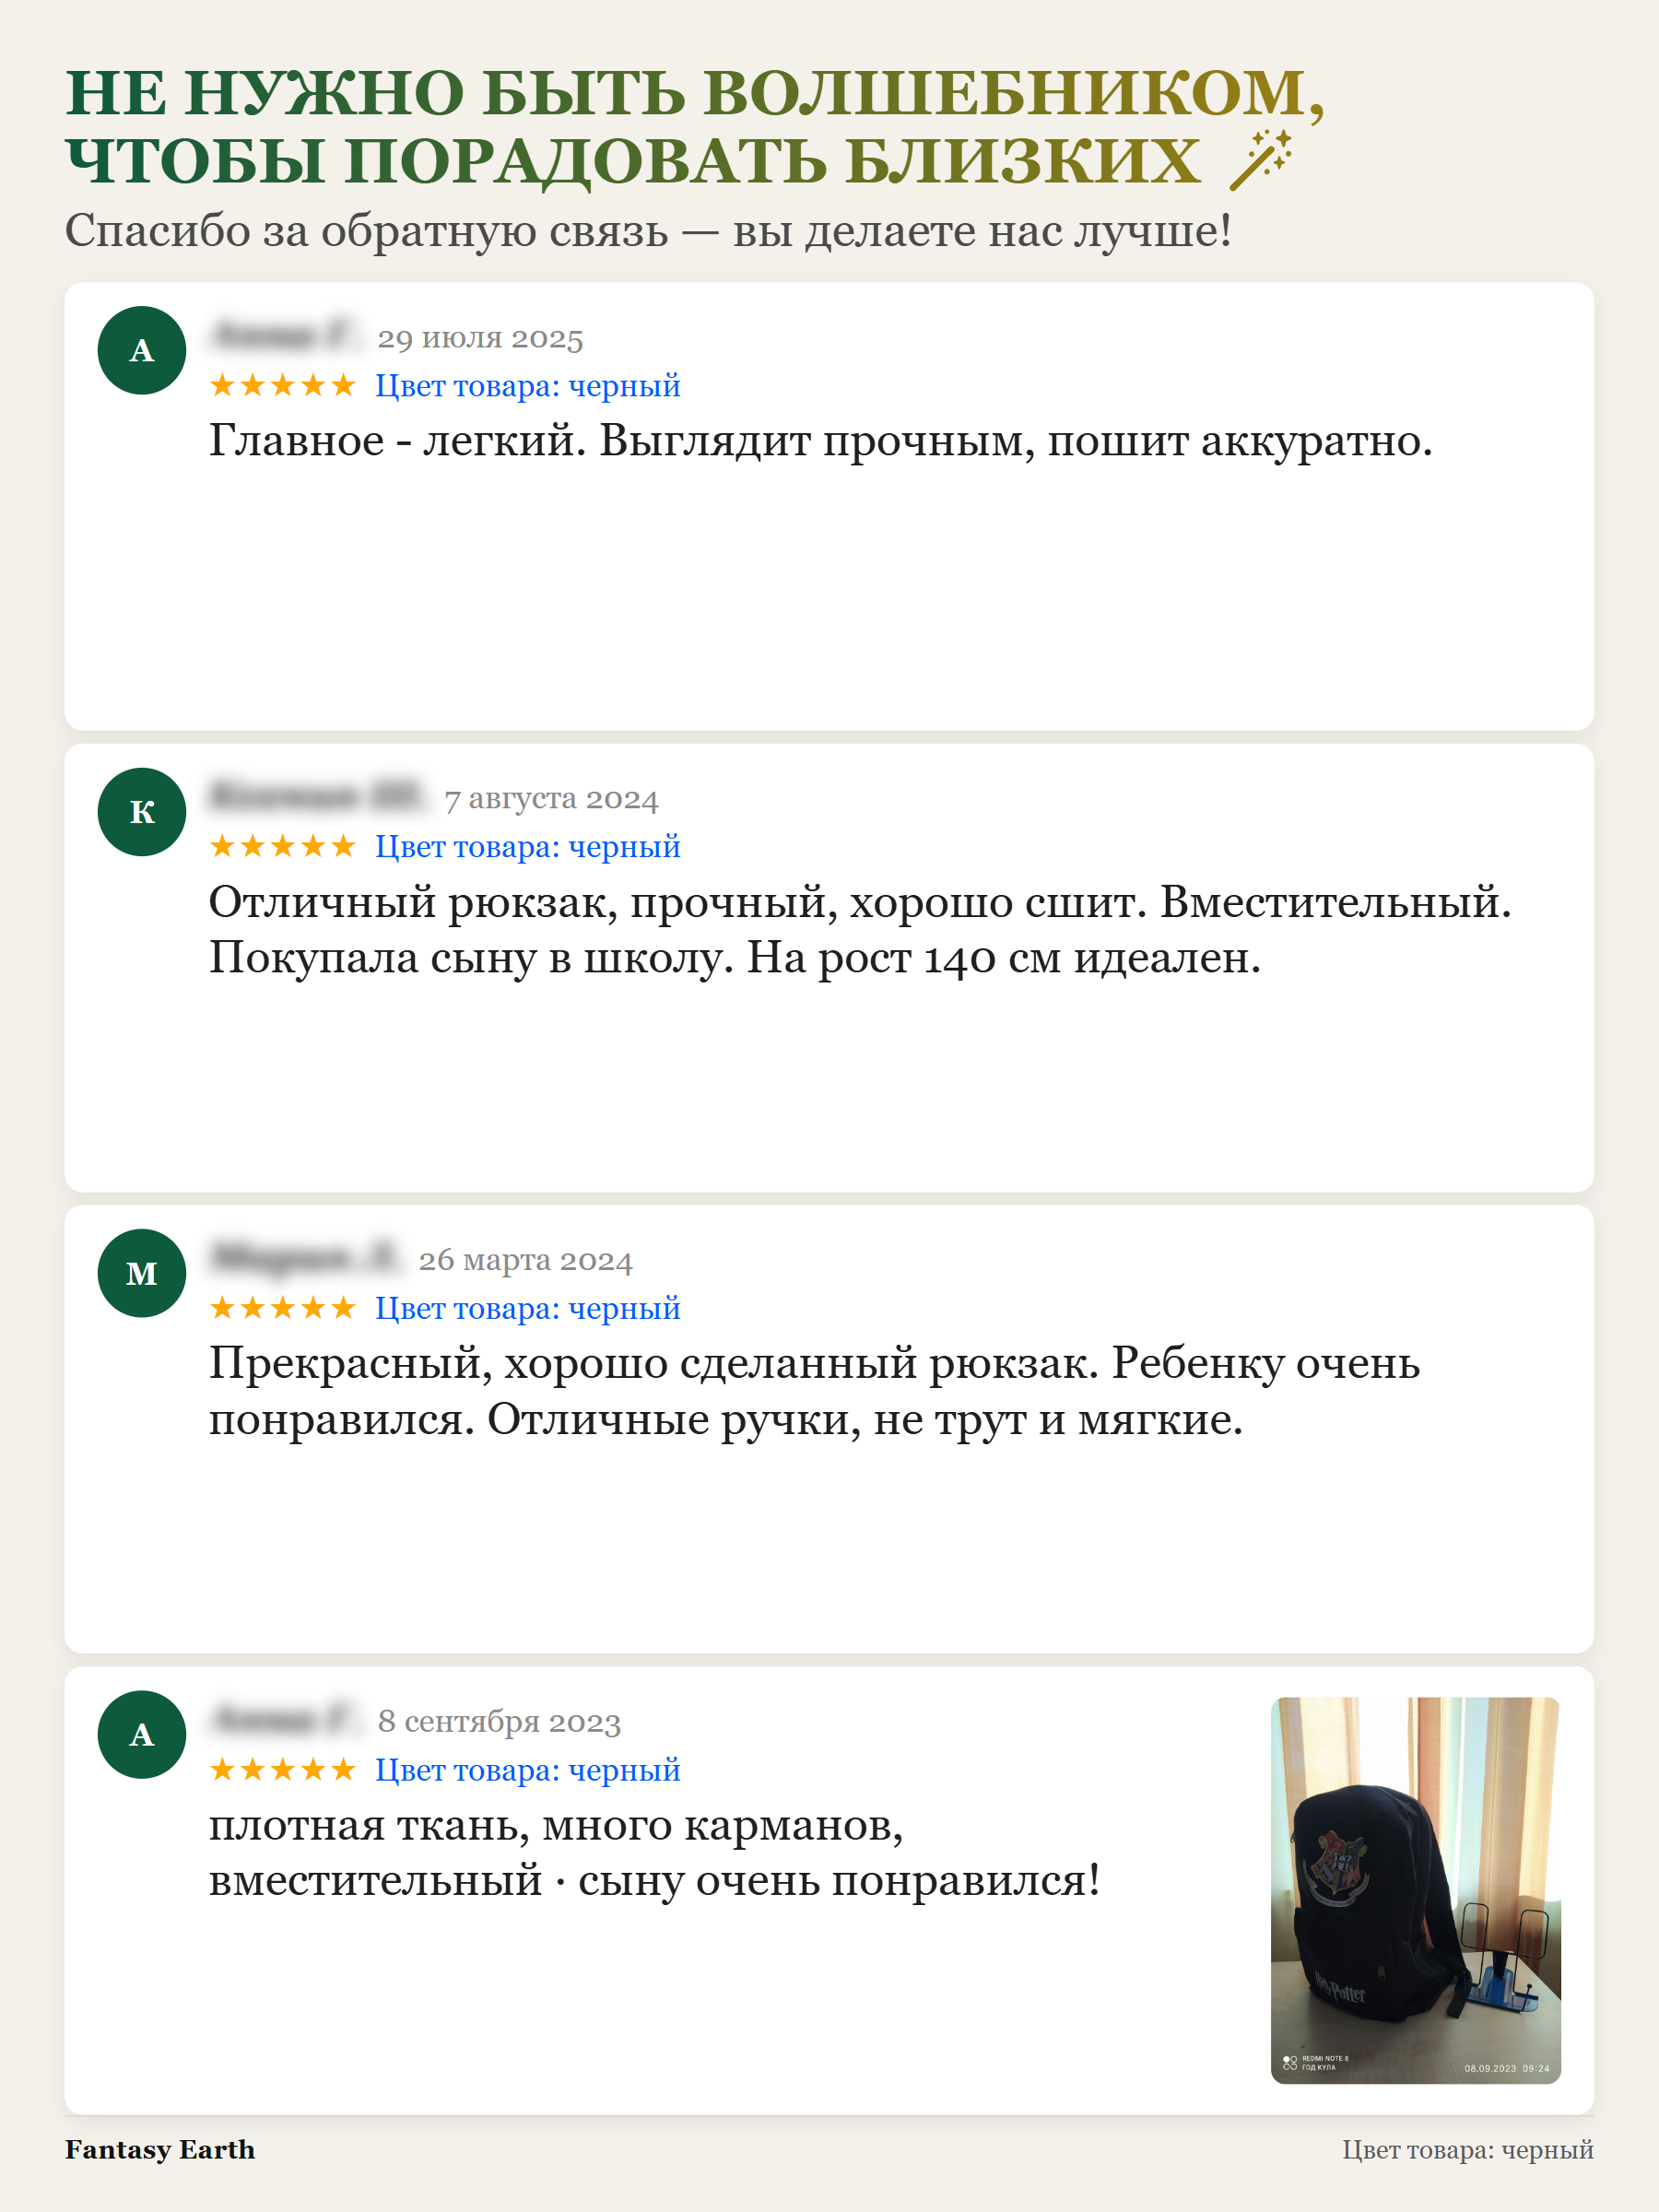 НЕ НУЖНО БЫТЬ ВОЛШЕБНИКОМ,
ЧТОБЫ ПОРАДОВАТЬ БЛИЗКИХ
Спасибо за обратную связь — вы делаете нас лучше!
А
29 июля 2025
★★★★★ Цвет товара: черный
Главное - легкий. Выглядит прочным, пошит аккуратно.
К
7 августа 2024
★★★★★ Цвет товара: черный
Отличный рюкзак, прочный, хорошо сшит. Вместительный.
Покупала сыну в школу. На рост 140 см идеален.
М
26 марта 2024
★★★★★ Цвет товара: черный
Прекрасный, хорошо сделанный рюкзак. Ребенку очень
понравился. Отличные ручки, не трут и мягкие.
А
8 сентября 2023
★★★★★ Цвет товара: черный
плотная ткань, много карманов,
вместительный · сыну очень понравился!
Harry Potter
REDMI NOTE 8
ГОД КУЛА
08.09.2023 09:24
Fantasy Earth
Цвет товара: черный